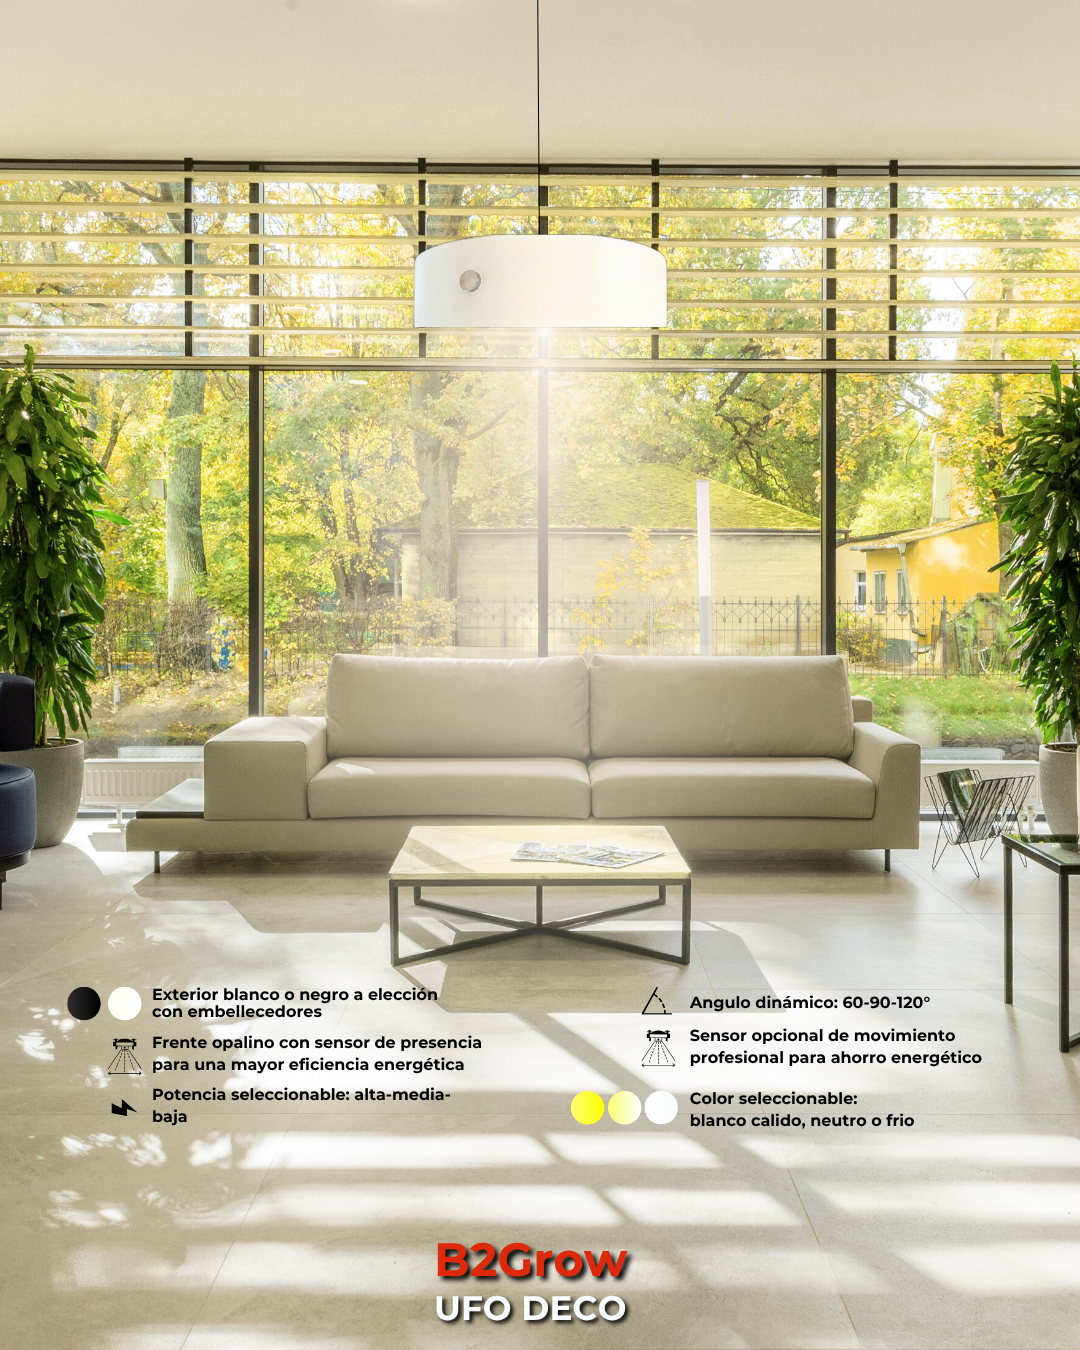 Exterior blanco o negro a elección
con embellecedores
Frente opalino con sensor de presencia
para una mayor eficiencia energética
Potencia seleccionable: alta-media-
baja
Angulo dinámico: 60-90-120°
Sensor opcional de movimiento
profesional para ahorro energético
Color seleccionable:
blanco calido, neutro o frio
B2Grow
UFO DECO